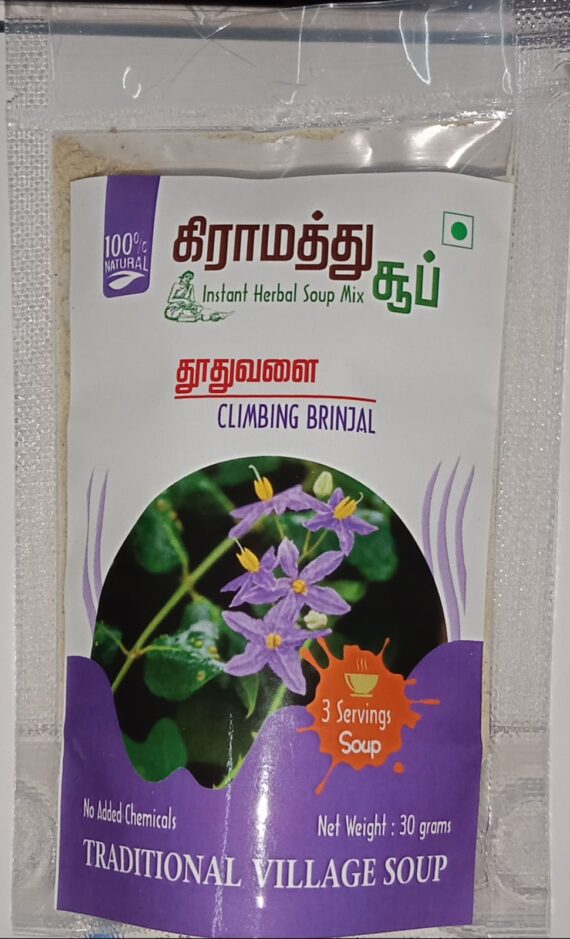 100%
NATURAL
கிராமத்து
சூப்
Instant Herbal Soup Mix
தூதுவளை
CLIMBING BRINJAL
3 Servings
Soup
No Added Chemicals
Net Weight : 30 grams
TRADITIONAL VILLAGE SOUP